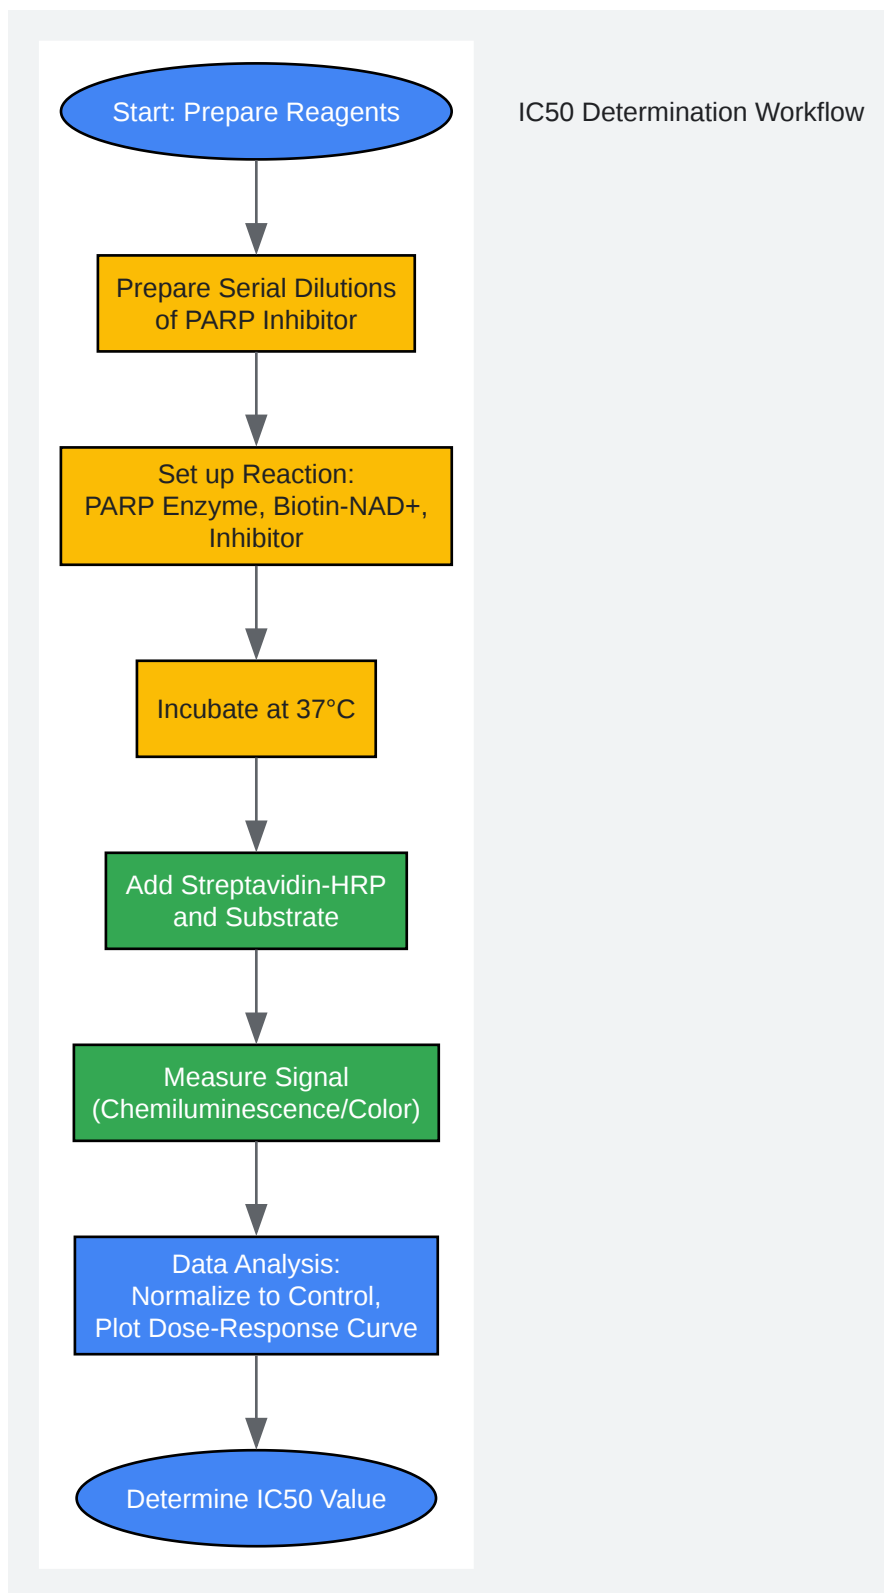 Start: Prepare Reagents
IC50 Determination Workflow
Prepare Serial Dilutions
of PARP Inhibitor
Set up Reaction:
PARP Enzyme, Biotin-NAD+,
Inhibitor
Incubate at 37°C
Add Streptavidin-HRP
and Substrate
Measure Signal
(Chemiluminescence/Color)
Data Analysis:
Normalize to Control,
Plot Dose-Response Curve
Determine IC50 Value